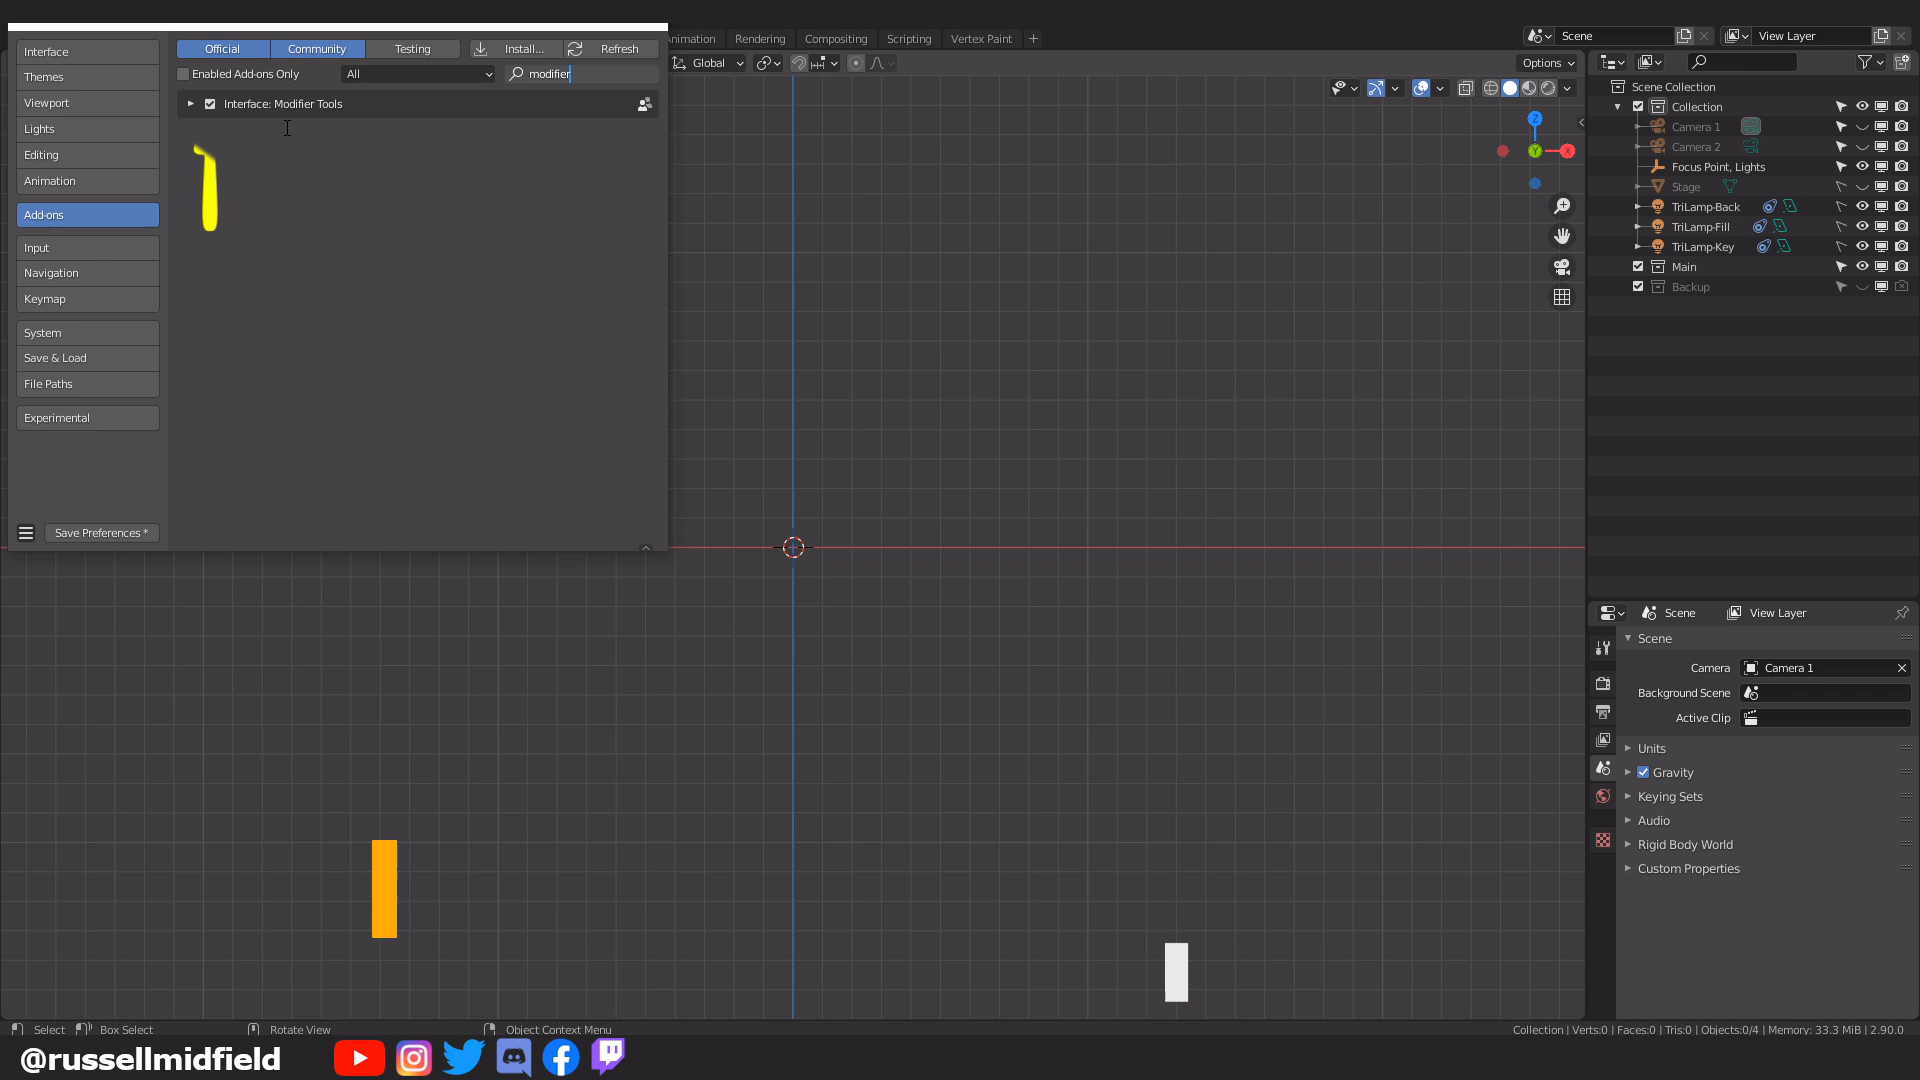 Interface
Themes
Viewport
Lights
Editing
Animation
Add-ons
Input
Navigation
Keymap
System
Save & Load
File Paths
Experimental
Save Preferences *
Official
Community
Testing
Install...
Refresh
Enabled Add-ons Only
All
modifier
Interface: Modifier Tools
nimation
Rendering
Compositing
Scripting
Vertex Paint
+
Scene
View Layer
Global
Options
Z
Y
X
Scene Collection
Collection
Camera 1
Camera 2
Focus Point, Lights
Stage
TriLamp-Back
TriLamp-Fill
TriLamp-Key
Main
Backup
Scene
View Layer
Scene
Camera
Camera 1
Background Scene
Active Clip
Units
Gravity
Keying Sets
Audio
Rigid Body World
Custom Properties
Select
Box Select
Rotate View
Object Context Menu
Collection | Verts:0 | Faces:0 | Tris:0 | Objects:0/4 | Memory: 33.3 MiB | 2.90.0
@russellmidfield